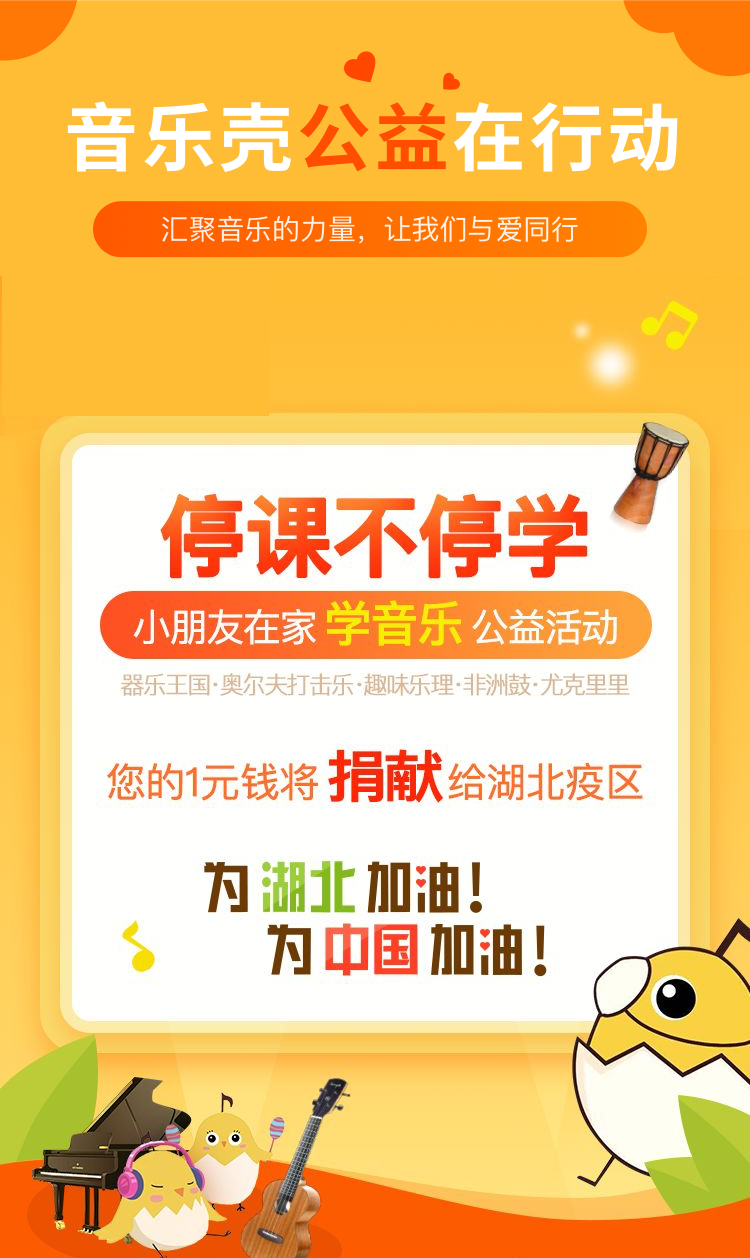 音乐壳公益在行动
汇聚音乐的力量，让我们与爱同行
停课不停学
小朋友在家 学音乐 公益活动
器乐王国·奥尔夫打击乐·趣味乐理·非洲鼓·尤克里里
您的1元钱将 捐献 给湖北疫区
为 湖北 加油！
为 中国 加油！